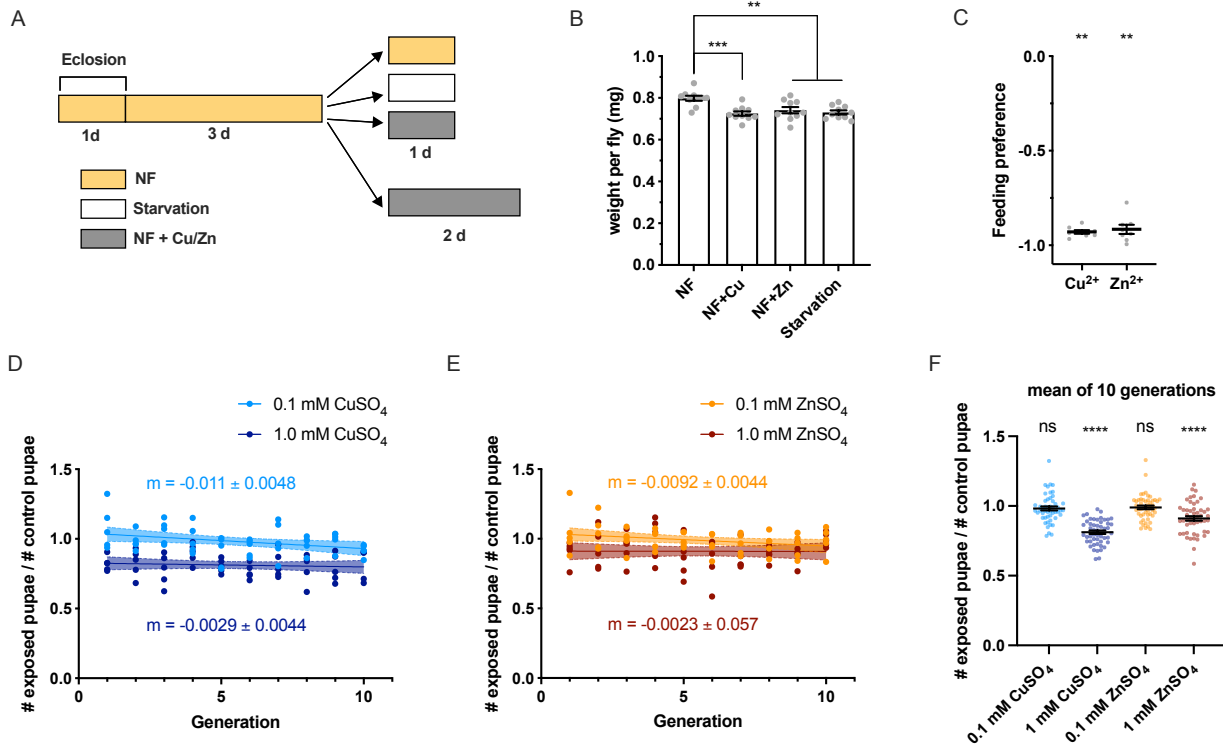 A
Eclosion
1d
3 d
1 d
2 d
NF
Starvation
NF + Cu/Zn
B
**
***
weight per fly (mg)
1.0
0.8
0.6
0.4
0.2
0.0
NF
NF+Cu
NF+Zn
Starvation
C
** **
Feeding preference
0.0
-0.5
-1.0
Cu²⁺ Zn²⁺
D
0.1 mM CuSO₄
1.0 mM CuSO₄
# exposed pupae / # control pupae
1.5
1.0
0.5
0.0
m = -0.011 ± 0.0048
m = -0.0029 ± 0.0044
0 5 10
Generation
E
0.1 mM ZnSO₄
1.0 mM ZnSO₄
# exposed pupae / # control pupae
1.5
1.0
0.5
0.0
m = -0.0092 ± 0.0044
m = -0.0023 ± 0.057
0 5 10
Generation
F
mean of 10 generations
ns **** ns ****
# exposed pupae / # control pupae
1.5
1.0
0.5
0.0
0.1 mM CuSO₄
1 mM CuSO₄
0.1 mM ZnSO₄
1 mM ZnSO₄